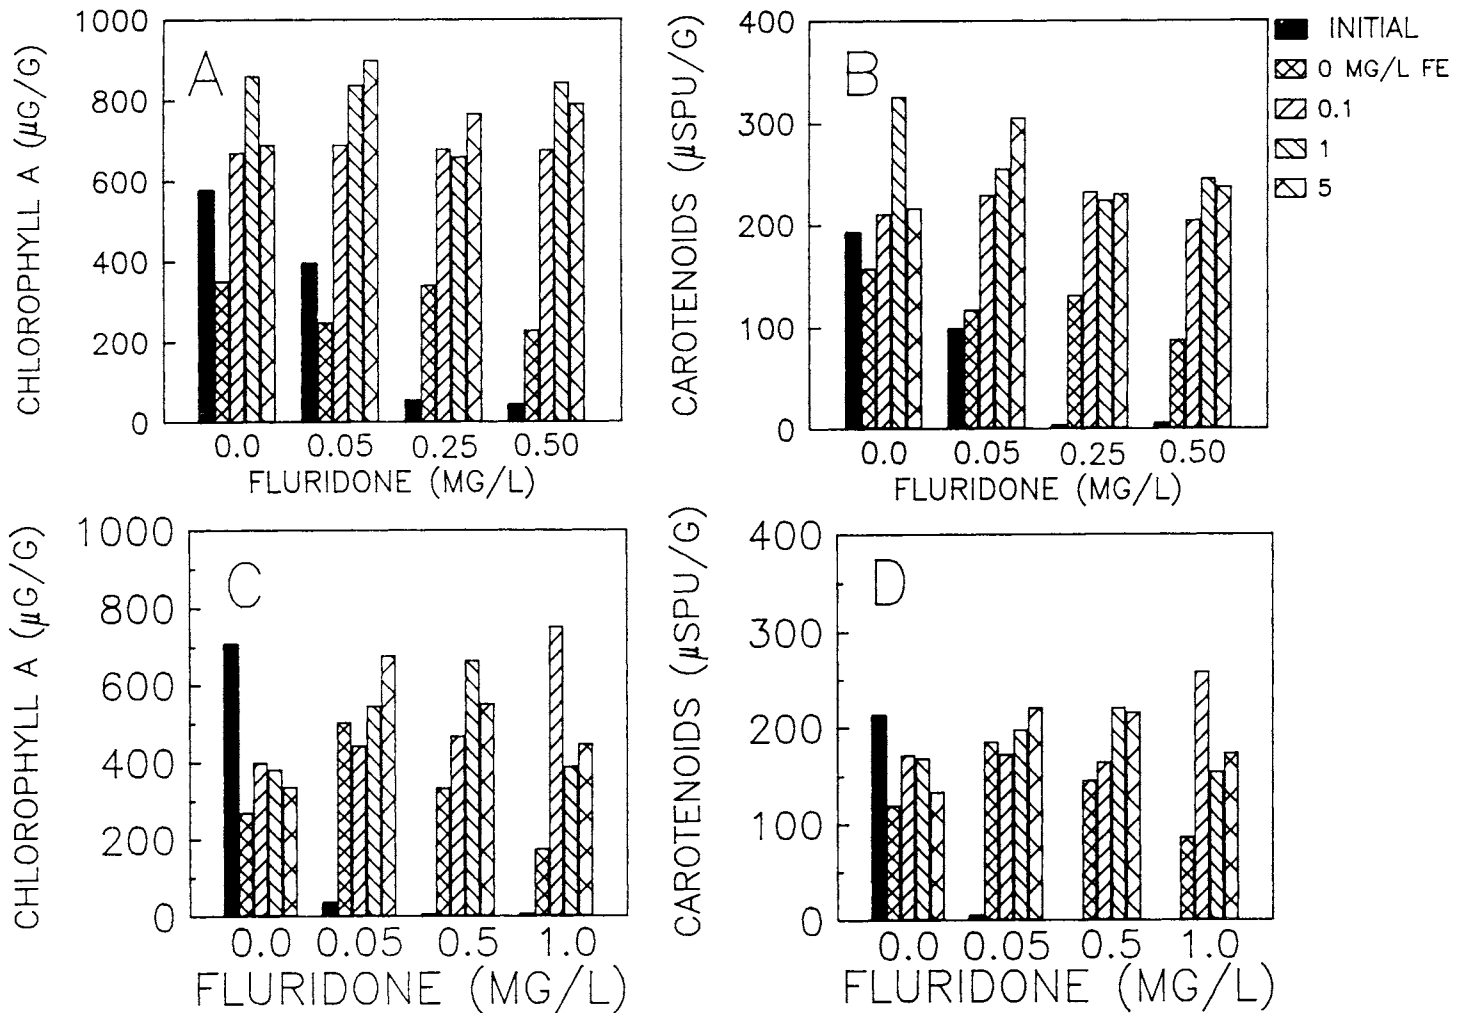 CHLOROPHYLL A (μG/G)
1000
800
600
400
200
0
A
0.0 0.05 0.25 0.50
FLURIDONE (MG/L)
CAROTENOIDS (μSPU/G)
400
300
200
100
0
B
0.0 0.05 0.25 0.50
FLURIDONE (MG/L)
INITIAL
0 MG/L FE
0.1
1
5
CHLOROPHYLL A (μG/G)
1000
800
600
400
200
0
C
0.0 0.05 0.5 1.0
FLURIDONE (MG/L)
CAROTENOIDS (μSPU/G)
400
300
200
100
0
D
0.0 0.05 0.5 1.0
FLURIDONE (MG/L)